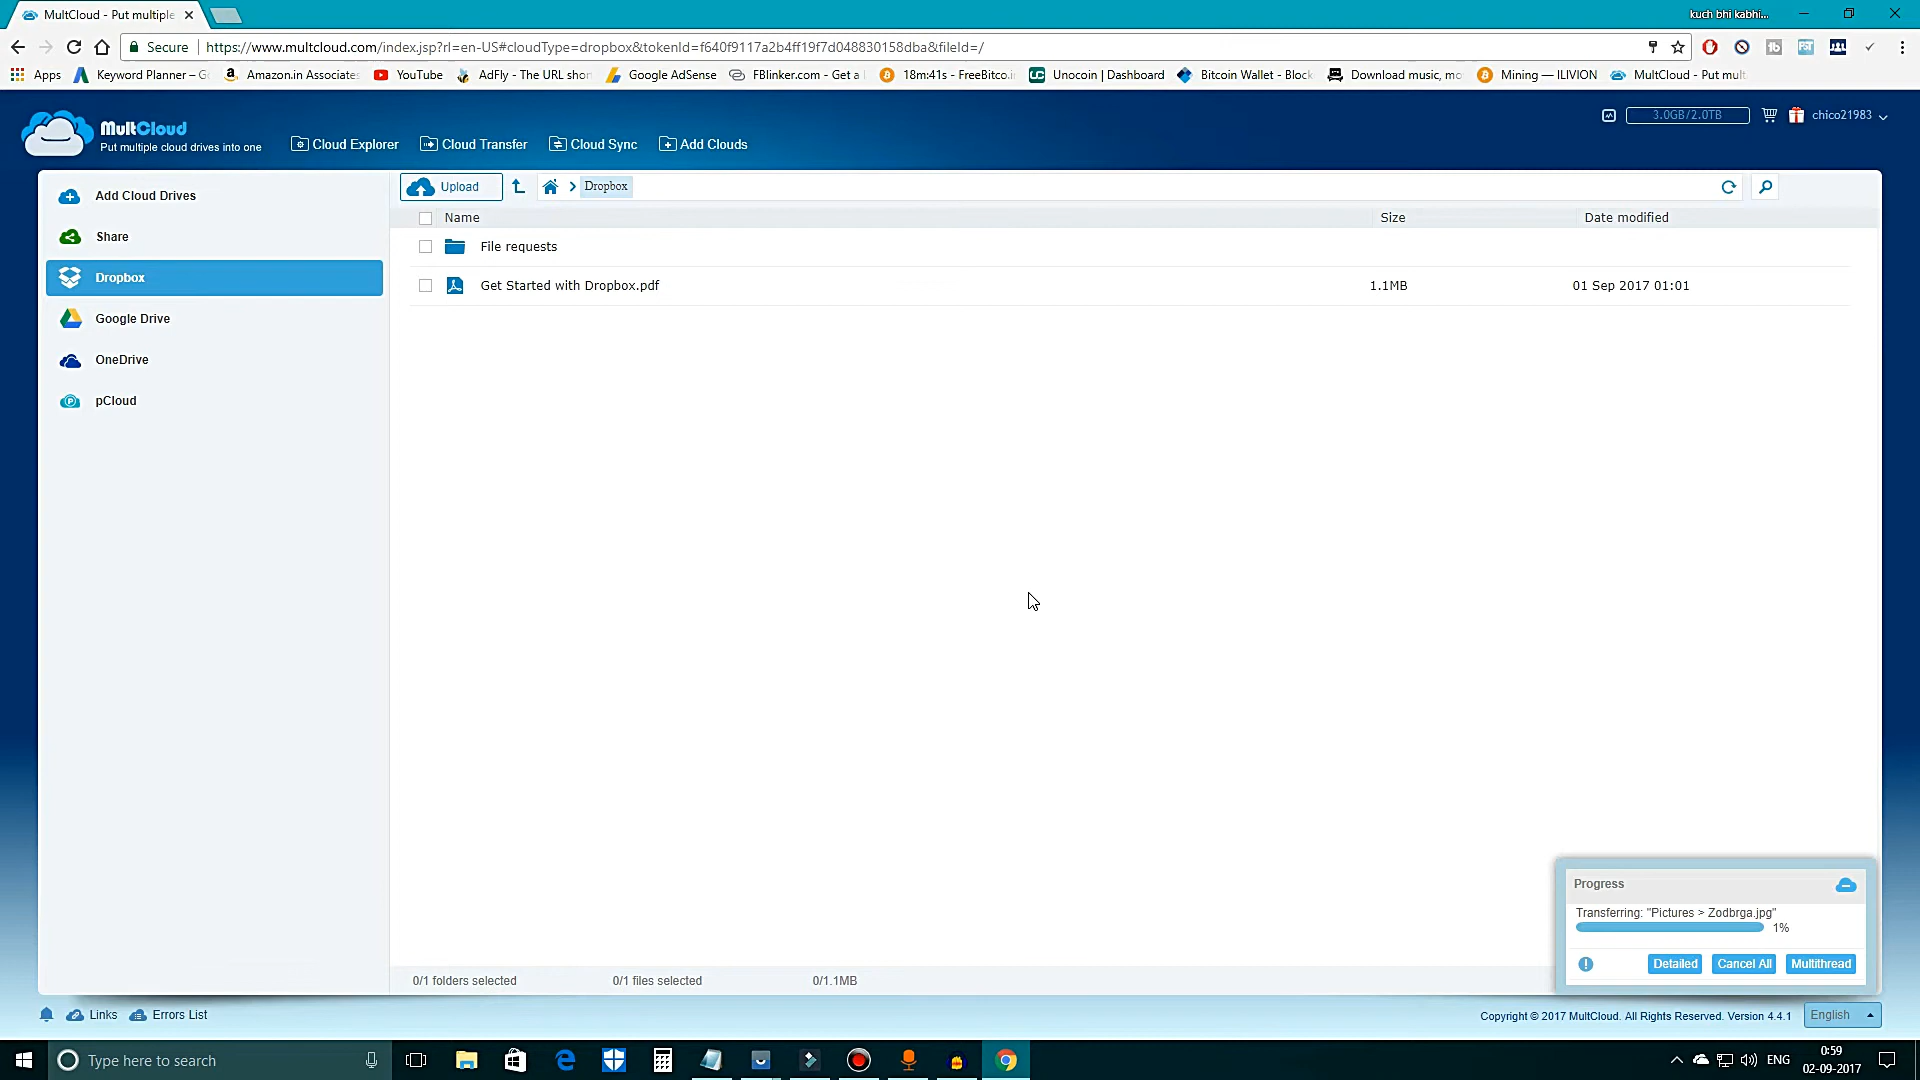 MultCloud - Put multiple
kuch bhi kabhi...
Secure
https://www.multcloud.com/index.jsp?rl=en-US#cloudType=dropbox&tokenId=f640f9117a2b4ff19f7d048830158dba&fileId=/
Apps
Keyword Planner – Go
Amazon.in Associates
YouTube
AdFly - The URL shor
Google AdSense
FBlinker.com - Get a
18m:41s - FreeBitco.i
Unocoin | Dashboard
Bitcoin Wallet - Block
Download music, mo
Mining — ILIVION
MultCloud - Put mult
MultCloud
Put multiple cloud drives into one
Cloud Explorer
Cloud Transfer
Cloud Sync
Add Clouds
3.0GB/2.0TB
chico21983
Add Cloud Drives
Share
Dropbox
Google Drive
OneDrive
pCloud
Upload
Dropbox
Name
Size
Date modified
File requests
Get Started with Dropbox.pdf
1.1MB
01 Sep 2017 01:01
Progress
Transferring: "Pictures > Zodbrga.jpg"
1%
Detailed
Cancel All
Multithread
0/1 folders selected
0/1 files selected
0/1.1MB
Links
Errors List
Copyright © 2017 MultCloud. All Rights Reserved. Version 4.4.1
English
Type here to search
ENG
0:59
02-09-2017